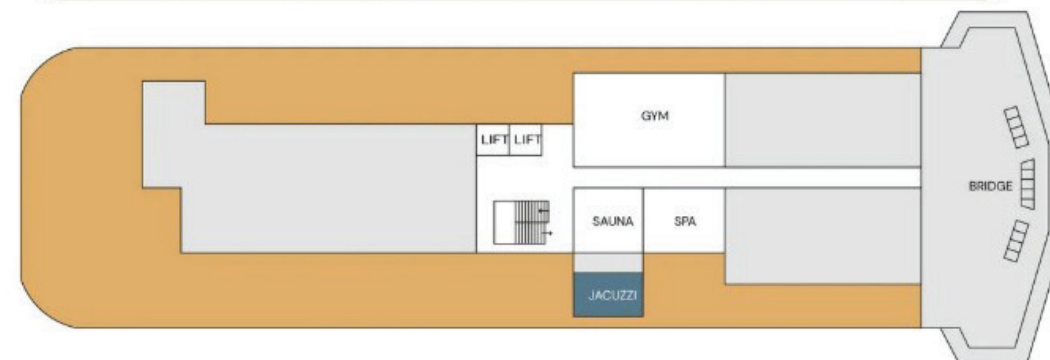 GYM
LIFT LIFT
BRIDGE
SAUNA SPA
JACUZZI